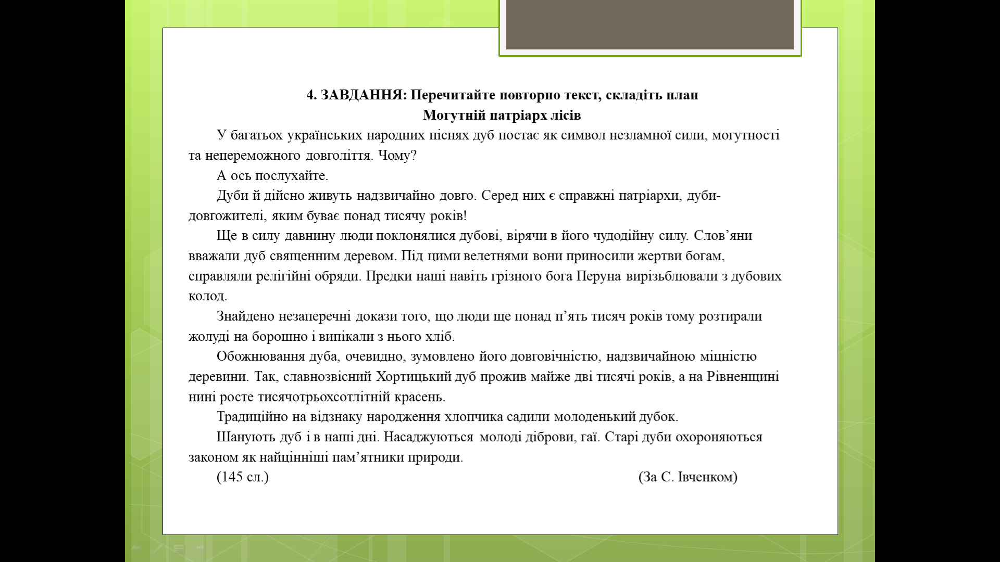 4. ЗАВДАННЯ: Перечитайте повторно текст, складіть план
Могутній патріарх лісів
У багатьох українських народних піснях дуб постає як символ незламної сили, могутності
та непереможного довголіття. Чому?
А ось послухайте.
Дуби й дійсно живуть надзвичайно довго. Серед них є справжні патріархи, дуби-
довгожителі, яким буває понад тисячу років!
Ще в силу давнину люди поклонялися дубові, вірячи в його чудодійну силу. Слов’яни
вважали дуб священним деревом. Під цими велетнями вони приносили жертви богам,
справляли релігійні обряди. Предки наші навіть грізного бога Перуна вирізьблювали з дубових
колод.
Знайдено незаперечні докази того, що люди ще понад п’ять тисяч років тому розтирали
жолуді на борошно і випікали з нього хліб.
Обожнювання дуба, очевидно, зумовлено його довговічністю, надзвичайною міцністю
деревини. Так, славнозвісний Хортицький дуб прожив майже дві тисячі років, а на Рівненщині
нині росте тисячотрьохсотлітній красень.
Традиційно на відзнаку народження хлопчика садили молоденький дубок.
Шанують дуб і в наші дні. Насаджуються молоді діброви, гаї. Старі дуби охороняються
законом як найцінніші пам’ятники природи.
(145 сл.) (За С. Івченком)